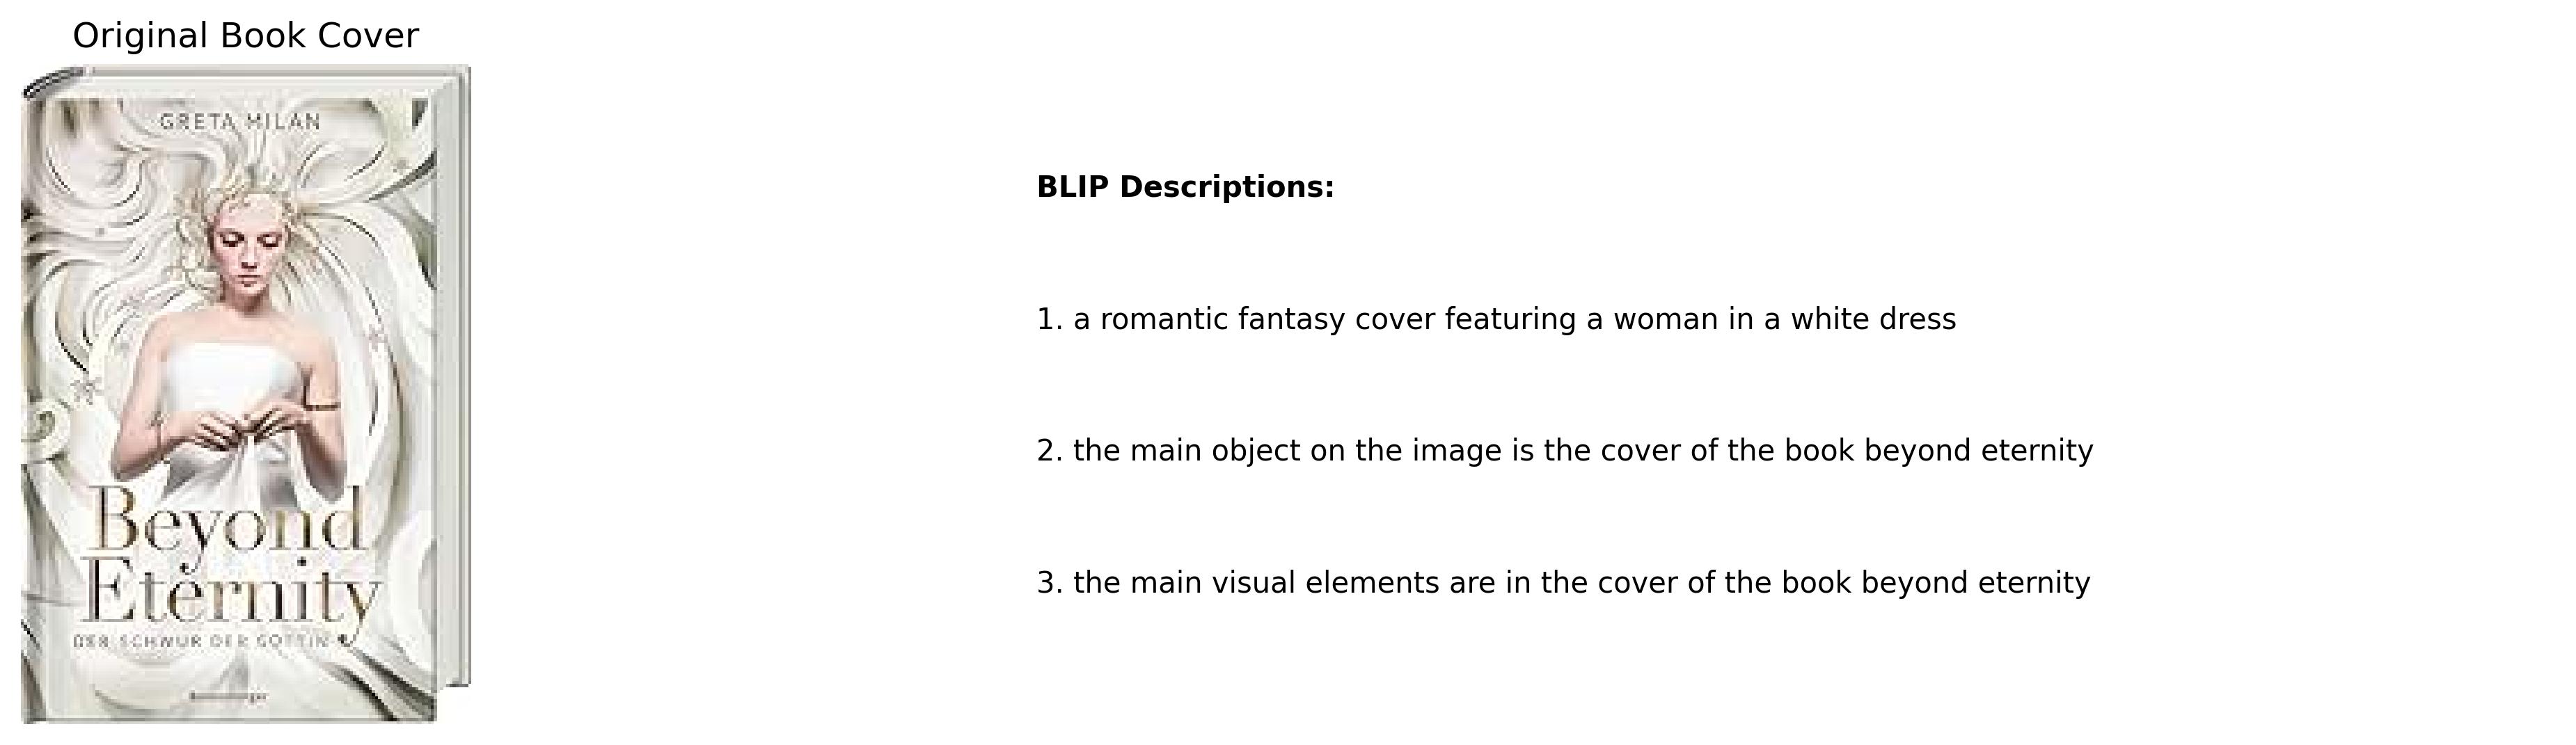 Original Book Cover
GRETA MILAN
Beyond
Eternity
DER SCHWUR DER GÖTTIN
BLIP Descriptions:
1. a romantic fantasy cover featuring a woman in a white dress
2. the main object on the image is the cover of the book beyond eternity
3. the main visual elements are in the cover of the book beyond eternity